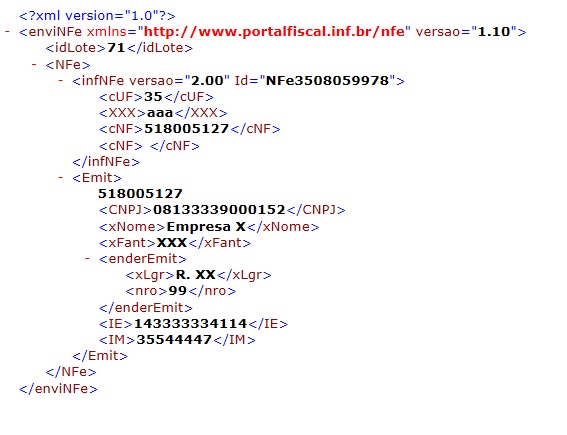 <?xml version="1.0"?>
- <enviNFe xmlns="http://www.portalfiscal.inf.br/nfe" versao="1.10">
<idLote>71</idLote>
- <NFe>
- <infNFe versao="2.00" Id="NFe3508059978">
<cUF>35</cUF>
<XXX>aaa</XXX>
<cNF>518005127</cNF>
<cNF> </cNF>
</infNFe>
- <Emit>
518005127
<CNPJ>08133339000152</CNPJ>
<xNome>Empresa X</xNome>
<xFant>XXX</xFant>
- <enderEmit>
<xLgr>R. XX</xLgr>
<nro>99</nro>
</enderEmit>
<IE>143333334114</IE>
<IM>35544447</IM>
</Emit>
</NFe>
</enviNFe>